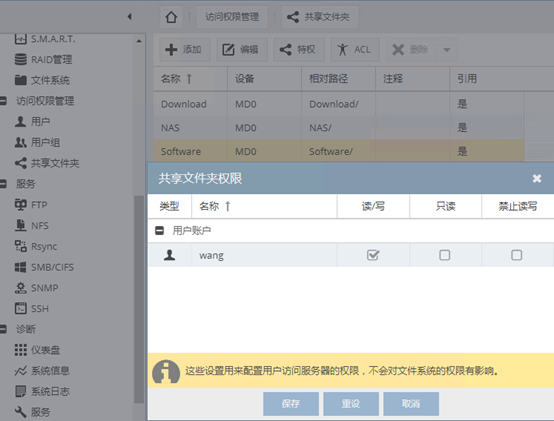 访问权限管理
共享文件夹
S.M.A.R.T.
RAID管理
文件系统
访问权限管理
用户
用户组
共享文件夹
服务
FTP
NFS
Rsync
SMB/CIFS
SNMP
SSH
诊断
仪表盘
系统信息
系统日志
服务
添加 编辑 特权 ACL 删除
名称 设备 相对路径 注释 引用
Download MD0 Download/ 是
NAS MD0 NAS/ 是
Software MD0 Software/ 是
共享文件夹权限
类型 名称 读/写 只读 禁止读写
用户账户
wang
这些设置用来配置用户访问服务器的权限，不会对文件系统的权限有影响。
保存 重设 取消